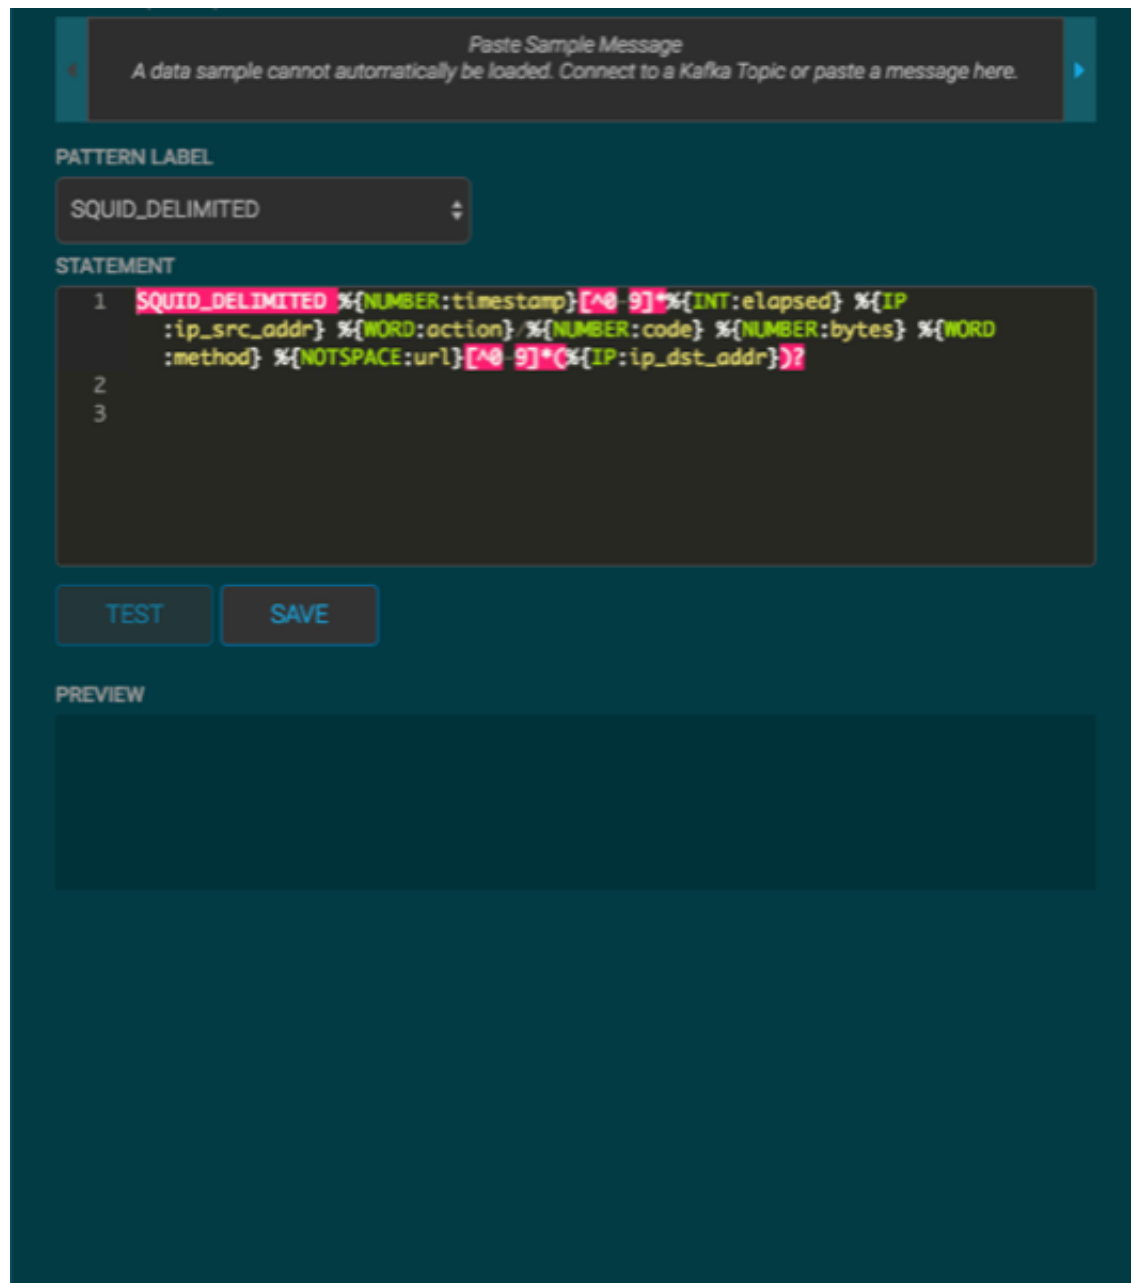 Paste Sample Message
A data sample cannot automatically be loaded. Connect to a Kafka Topic or paste a message here.
PATTERN LABEL
SQUID_DELIMITED
STATEMENT
1 SQUID_DELIMITED %{NUMBER:timestamp}[^0-9]*%{INT:elapsed} %{IP
:ip_src_addr} %{WORD:action}/%{NUMBER:code} %{NUMBER:bytes} %{WORD
:method} %{NOTSPACE:url}[^0-9]*(%{IP:ip_dst_addr})?
2
3
TEST SAVE
PREVIEW